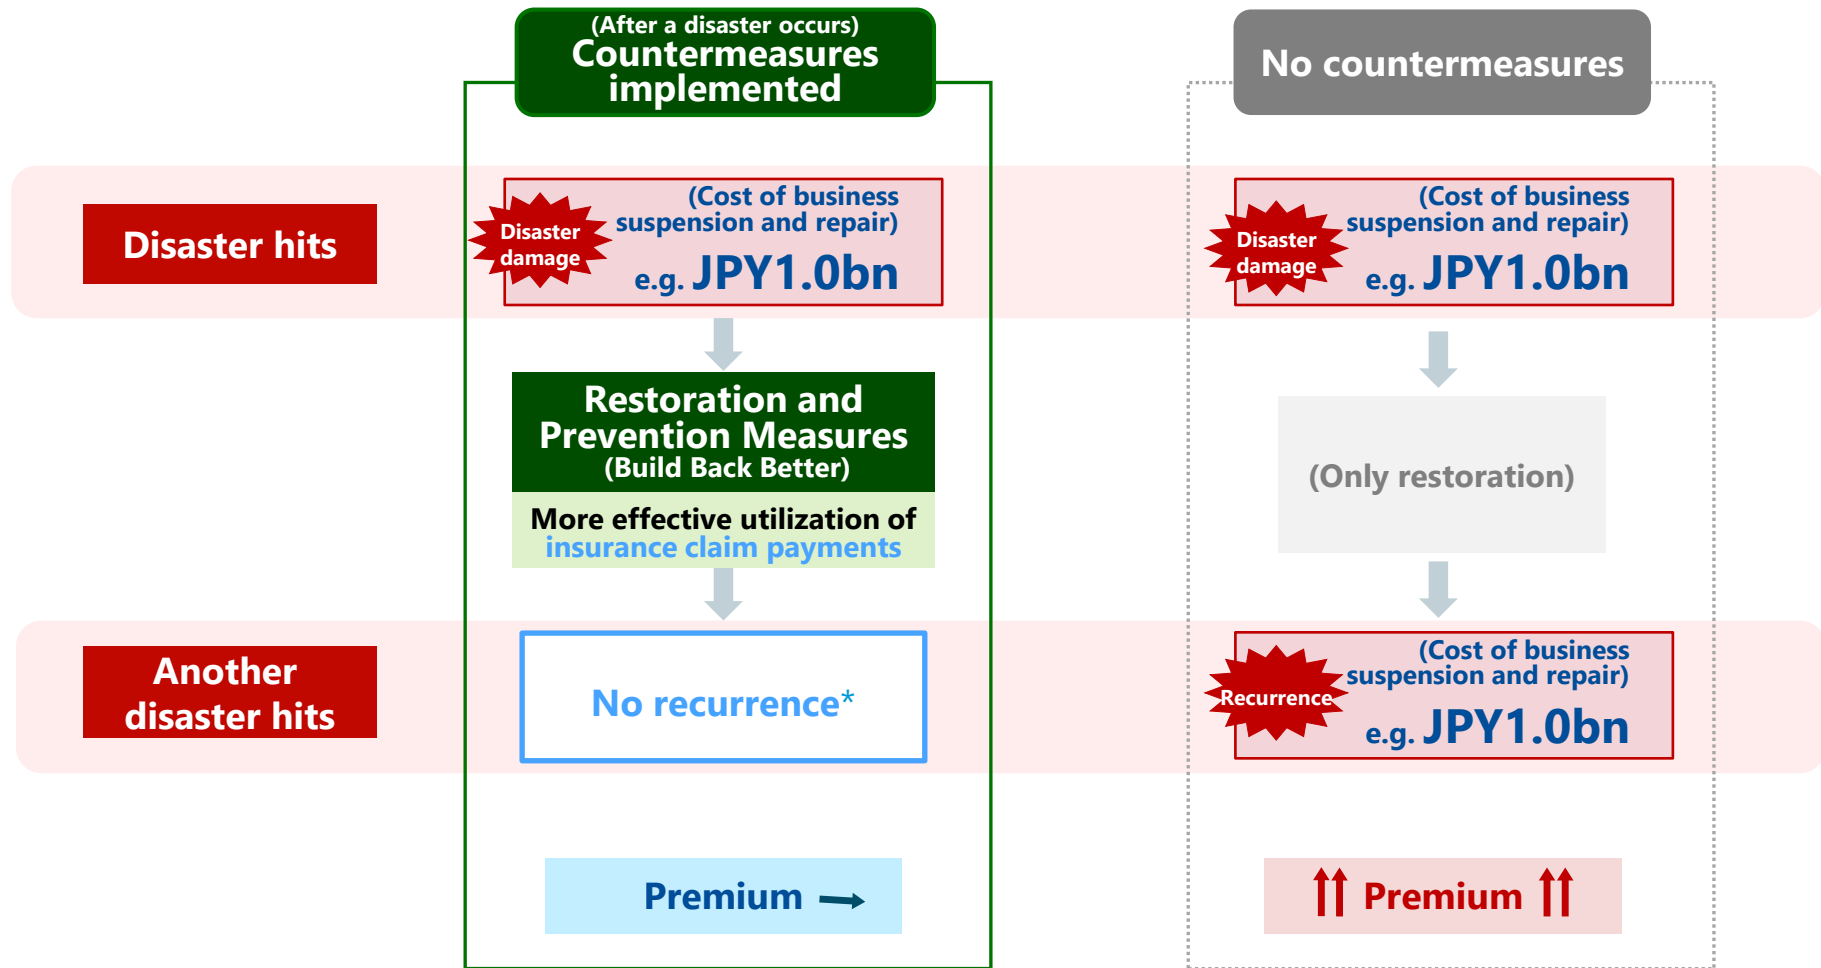 (After a disaster occurs)
Countermeasures
implemented
No countermeasures
Disaster hits
Disaster
damage
(Cost of business
suspension and repair)
e.g. JPY1.0bn
Disaster
damage
(Cost of business
suspension and repair)
e.g. JPY1.0bn
Restoration and
Prevention Measures
(Build Back Better)
More effective utilization of
insurance claim payments
(Only restoration)
Another
disaster hits
No recurrence*
Recurrence
(Cost of business
suspension and repair)
e.g. JPY1.0bn
Premium
Premium